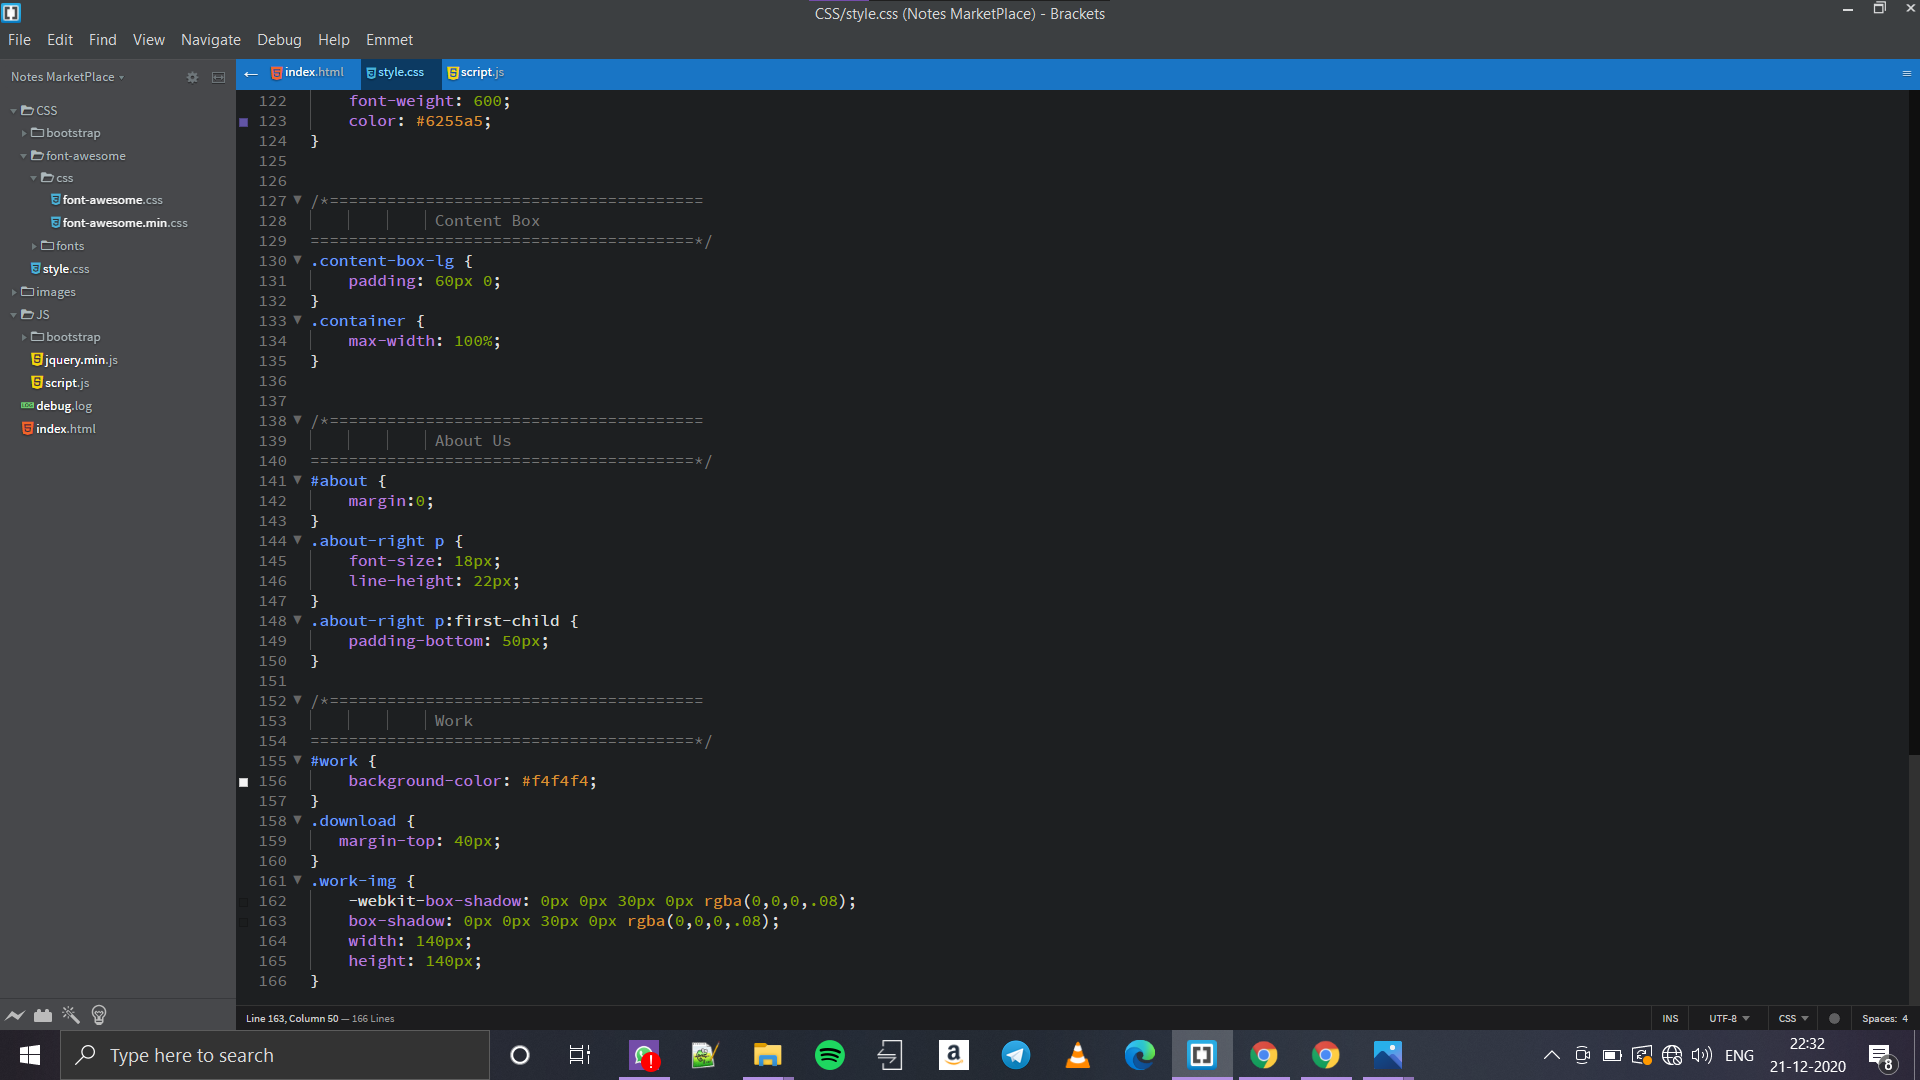 CSS/style.css (Notes MarketPlace) - Brackets
File Edit Find View Navigate Debug Help Emmet
Notes MarketPlace
index.html style.css script.js
CSS
bootstrap
font-awesome
css
font-awesome.css
font-awesome.min.css
fonts
style.css
images
JS
bootstrap
jquery.min.js
script.js
debug.log
index.html
122 font-weight: 600;
123 color: #6255a5;
124 }
125
126
127 /*=======================================
128 Content Box
129 ========================================*/
130 .content-box-lg {
131 padding: 60px 0;
132 }
133 .container {
134 max-width: 100%;
135 }
136
137
138 /*=======================================
139 About Us
140 ========================================*/
141 #about {
142 margin:0;
143 }
144 .about-right p {
145 font-size: 18px;
146 line-height: 22px;
147 }
148 .about-right p:first-child {
149 padding-bottom: 50px;
150 }
151
152 /*=======================================
153 Work
154 ========================================*/
155 #work {
156 background-color: #f4f4f4;
157 }
158 .download {
159 margin-top: 40px;
160 }
161 .work-img {
162 -webkit-box-shadow: 0px 0px 30px 0px rgba(0,0,0,.08);
163 box-shadow: 0px 0px 30px 0px rgba(0,0,0,.08);
164 width: 140px;
165 height: 140px;
166 }
Line 163, Column 50 — 166 Lines
INS UTF-8 CSS Spaces: 4
Type here to search
ENG
22:32
21-12-2020
8